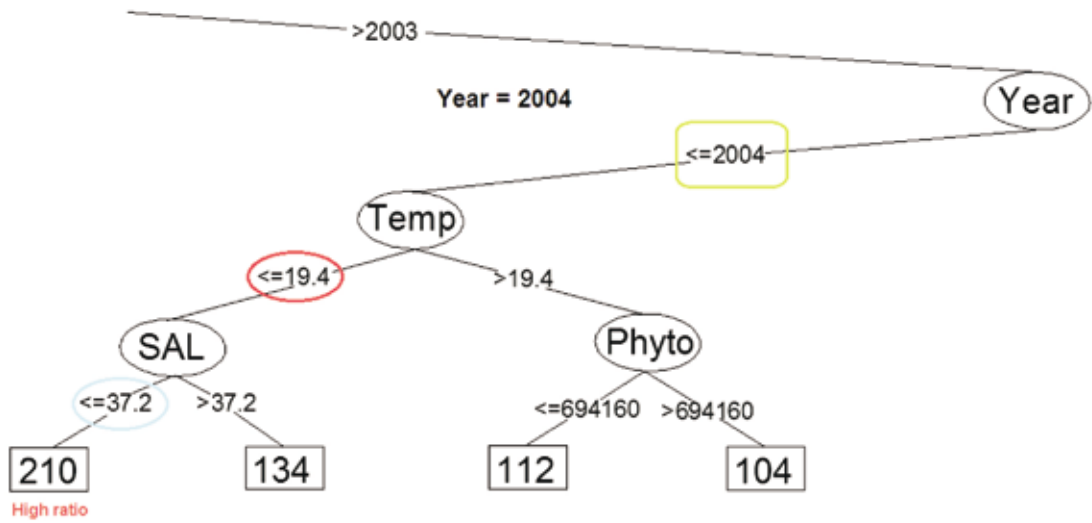 >2003
Year = 2004
Year
<=2004
Temp
<=19.4
>19.4
SAL
Phyto
<=37.2
>37.2
<=694160
>694160
210
134
112
104
High ratio